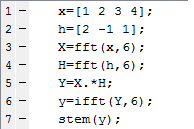 1 - x=[1 2 3 4];
2 - h=[2 -1 1];
3 - X=fft(x,6);
4 - H=fft(h,6);
5 - Y=X.*H;
6 - y=ifft(Y,6);
7 - stem(y);